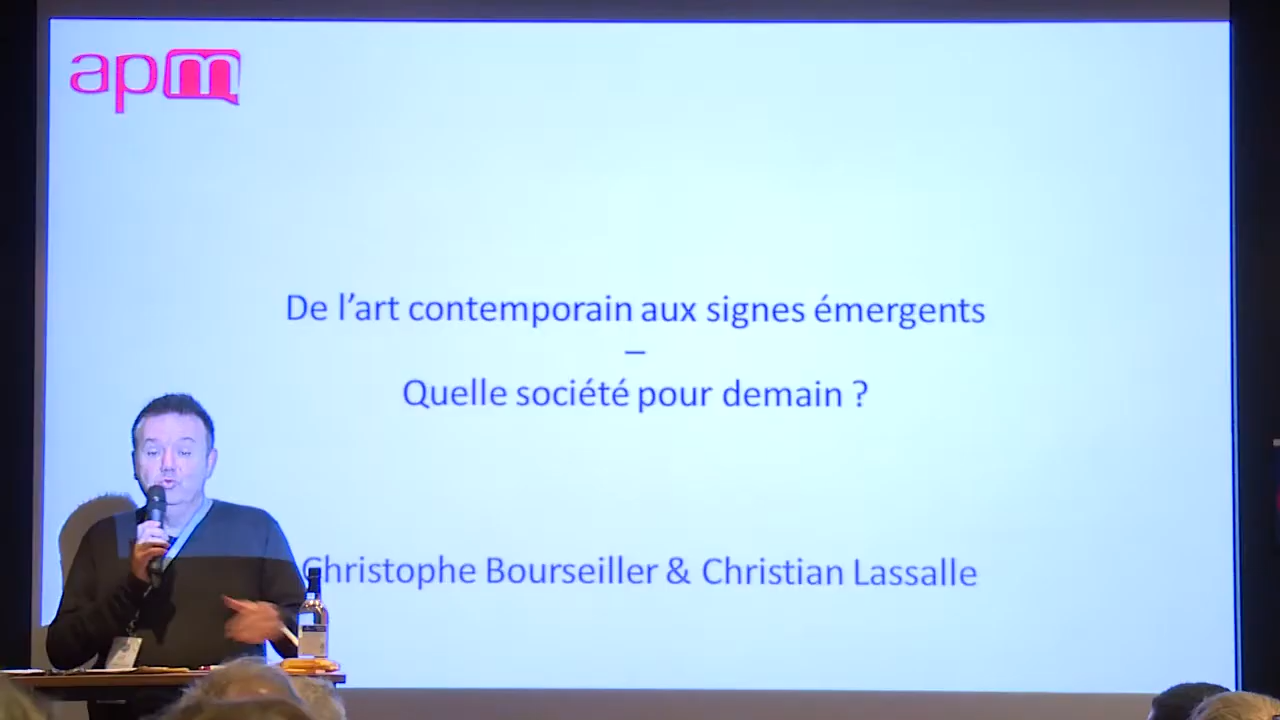 apm
De l'art contemporain aux signes émergents
–
Quelle société pour demain ?
Christophe Bourseiller & Christian Lassalle